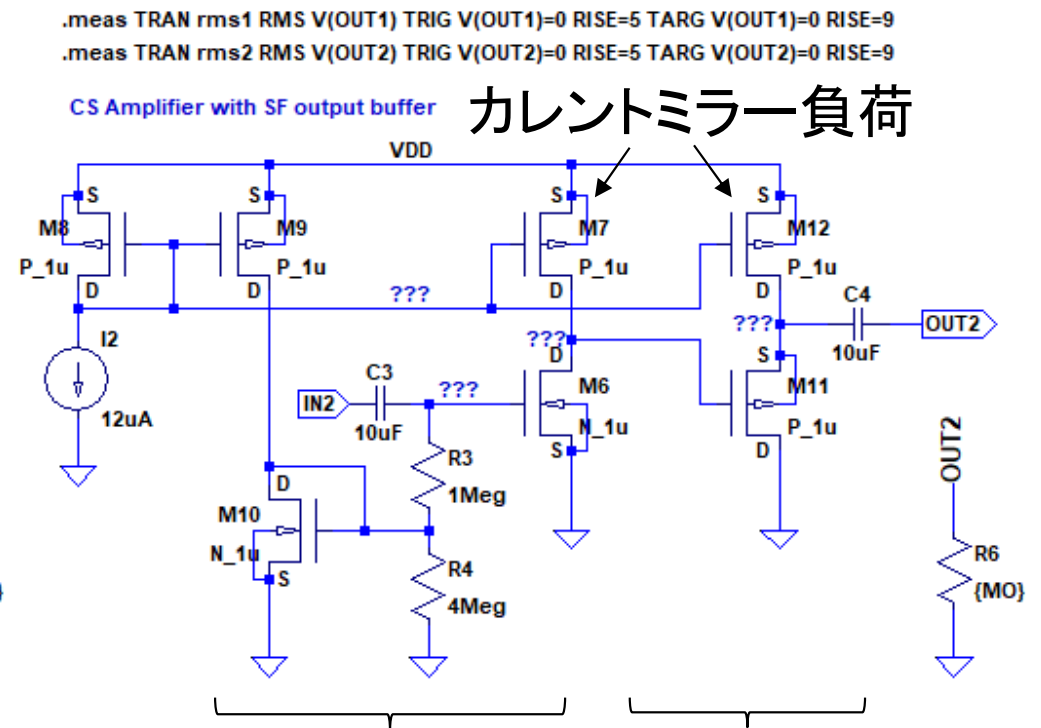 .meas TRAN rms1 RMS V(OUT1) TRIG V(OUT1)=0 RISE=5 TARG V(OUT1)=0 RISE=9
.meas TRAN rms2 RMS V(OUT2) TRIG V(OUT2)=0 RISE=5 TARG V(OUT2)=0 RISE=9
CS Amplifier with SF output buffer
カレントミラー負荷
VDD
S
S
S
S
M8
M9
M7
M12
P_1u
P_1u
P_1u
P_1u
D
D
D
D
???
C4
???
OUT2
10uF
I2
12uA
???
D
S
C3
???
M6
M11
IN2
10uF
N_1u
P_1u
S
D
R3
1Meg
OUT2
D
M10
N_1u
S
R4
4Meg
R6
{MO}
}